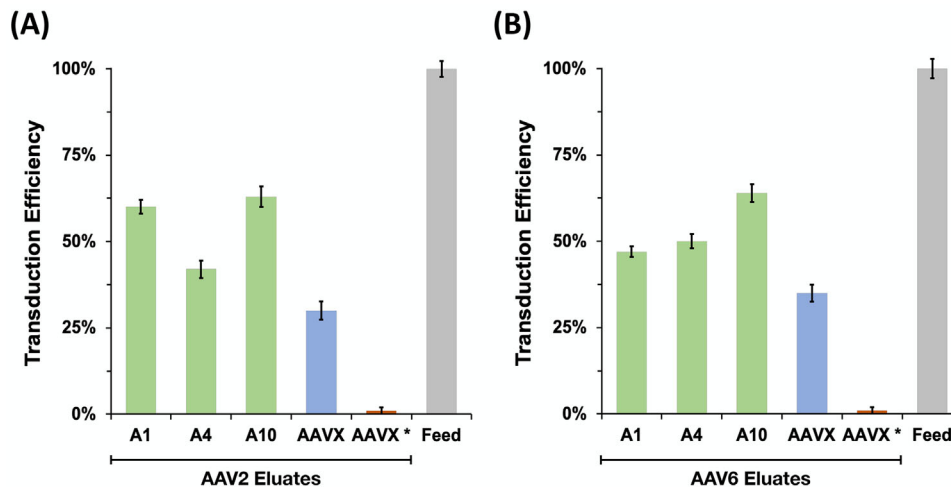 (A)
Transduction Efficiency
100%
75%
50%
25%
0%
A1 A4 A10 AAVX AAVX * Feed
AAV2 Eluates
(B)
Transduction Efficiency
100%
75%
50%
25%
0%
A1 A4 A10 AAVX AAVX * Feed
AAV6 Eluates